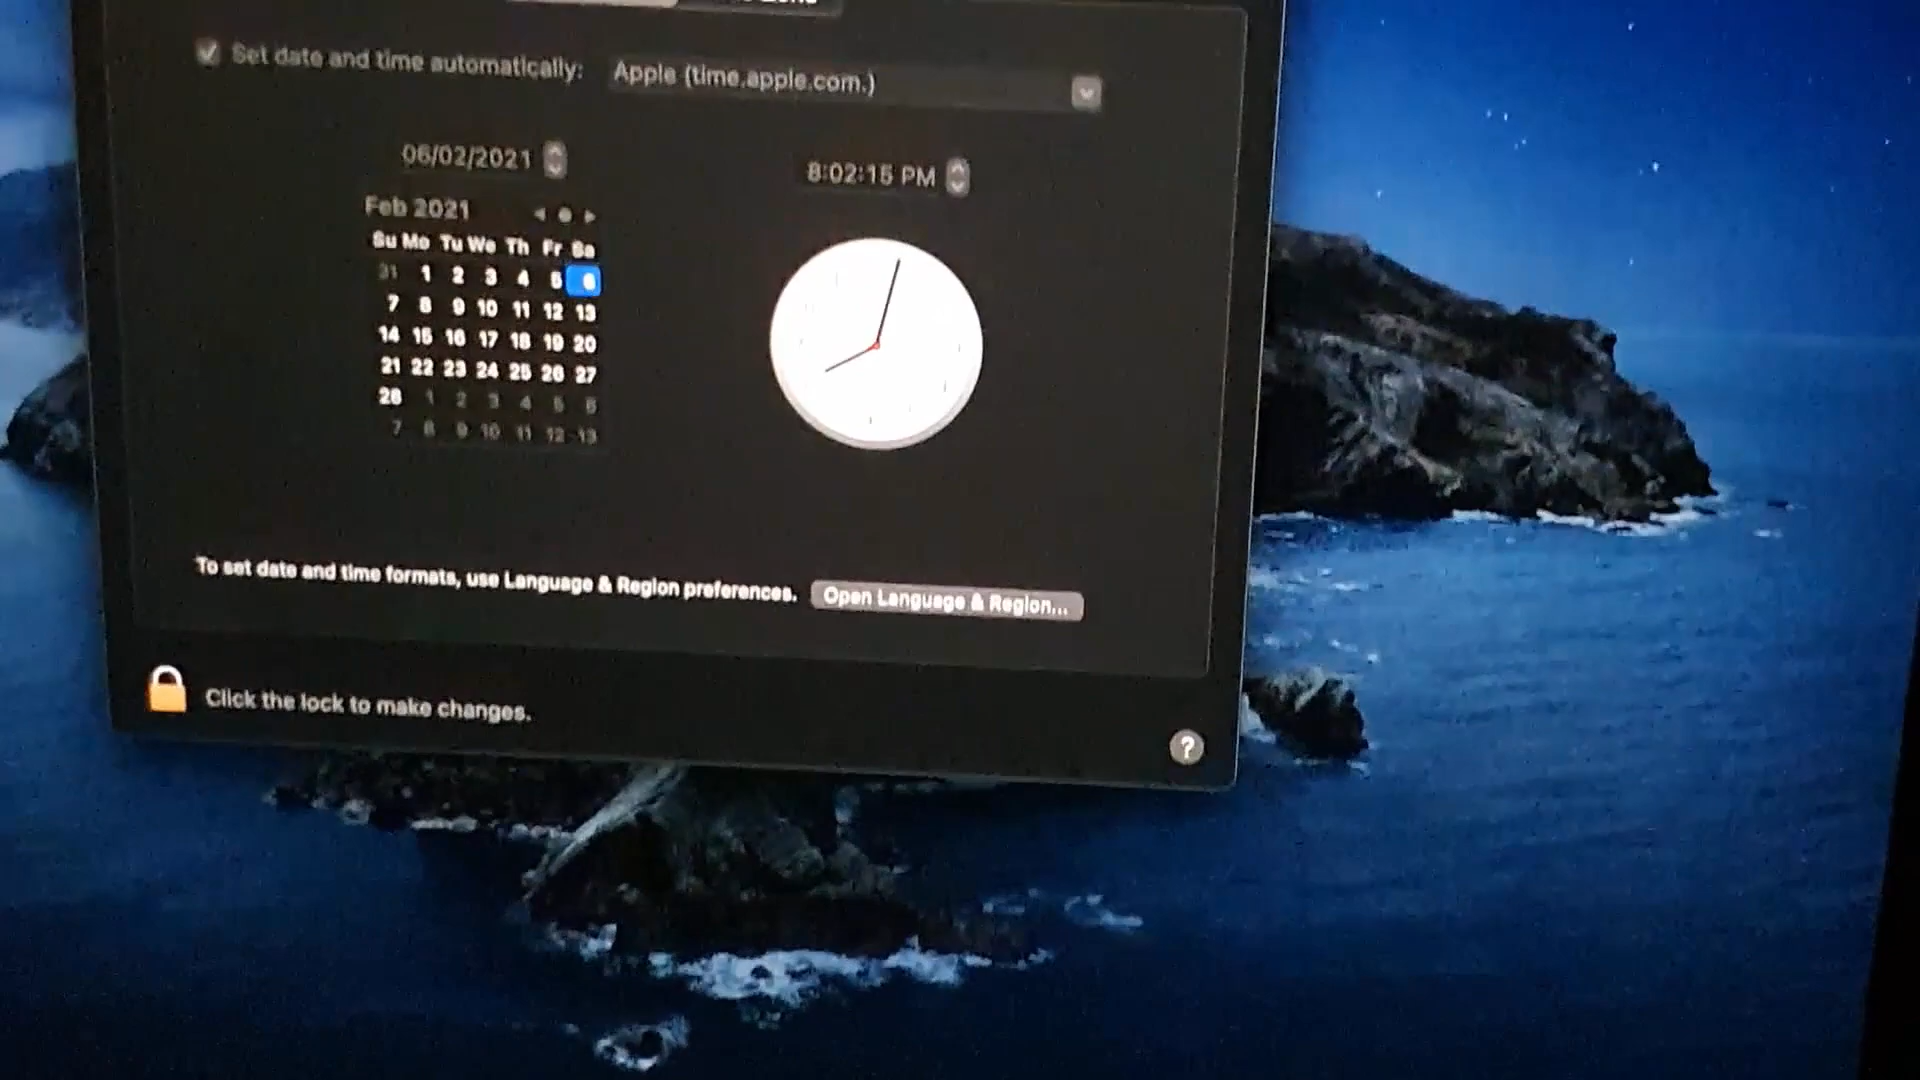 Set date and time automatically: Apple (time.apple.com.)
06/02/2021
8:02:15 PM
Feb 2021
Su Mo Tu We Th Fr Sa
31 1 2 3 4 5 6
7 8 9 10 11 12 13
14 15 16 17 18 19 20
21 22 23 24 25 26 27
28 1 2 3 4 5 6
7 8 9 10 11 12 13
To set date and time formats, use Language & Region preferences. Open Language & Region...
Click the lock to make changes.
?